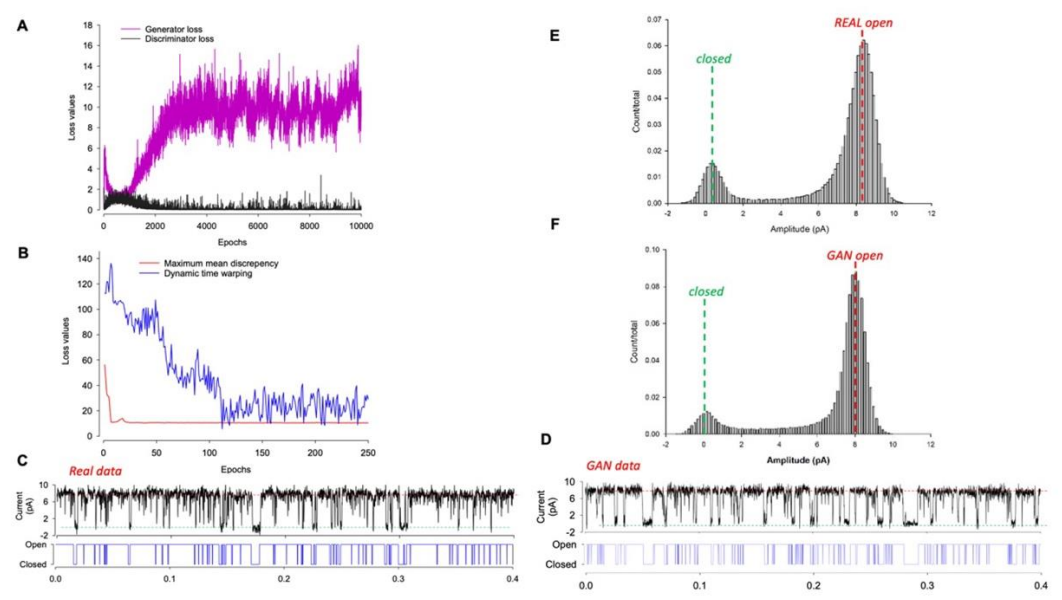 A
18
16
14
12
10
8
6
4
2
0
Loss values
Generator loss
Discriminator loss
0 2000 4000 6000 8000 10000
Epochs
B
140
120
100
80
60
40
20
0
Loss values
Maximum mean discrepency
Dynamic time warping
0 50 100 150 200 250
Epochs
C
Real data
Current
(pA)
10
6
2
-2
Open
Closed
0.0 0.1 0.2 0.3 0.4
E
0.07
0.06
0.05
0.04
0.03
0.02
0.01
0.00
Count/total
closed
REAL open
-2 0 2 4 6 8 10 12
Amplitude (pA)
F
0.10
0.08
0.06
0.04
0.02
0.00
Count/total
closed
GAN open
-2 0 2 4 6 8 10 12
Amplitude (pA)
D
GAN data
Current
(pA)
10
6
2
-2
Open
Closed
0.0 0.1 0.2 0.3 0.4